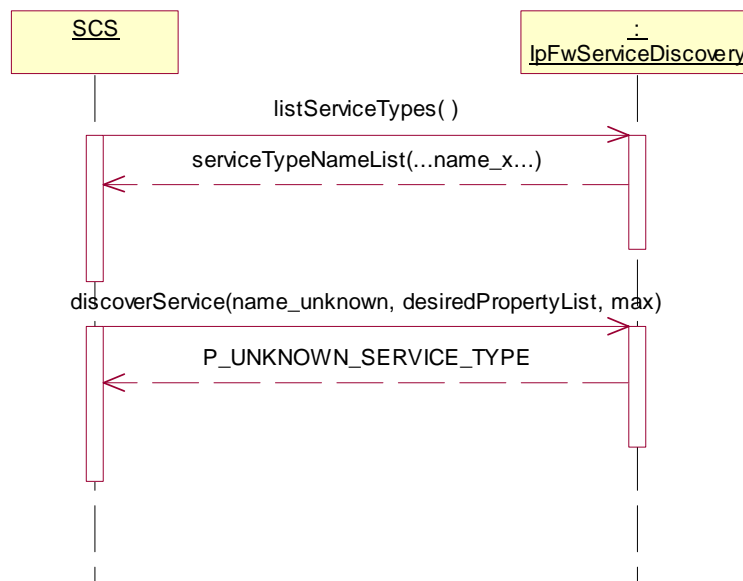 SCS
:
IpFwServiceDiscovery
listServiceTypes( )
serviceTypeNameList(...name_x...)
discoverService(name_unknown, desiredPropertyList, max)
P_UNKNOWN_SERVICE_TYPE